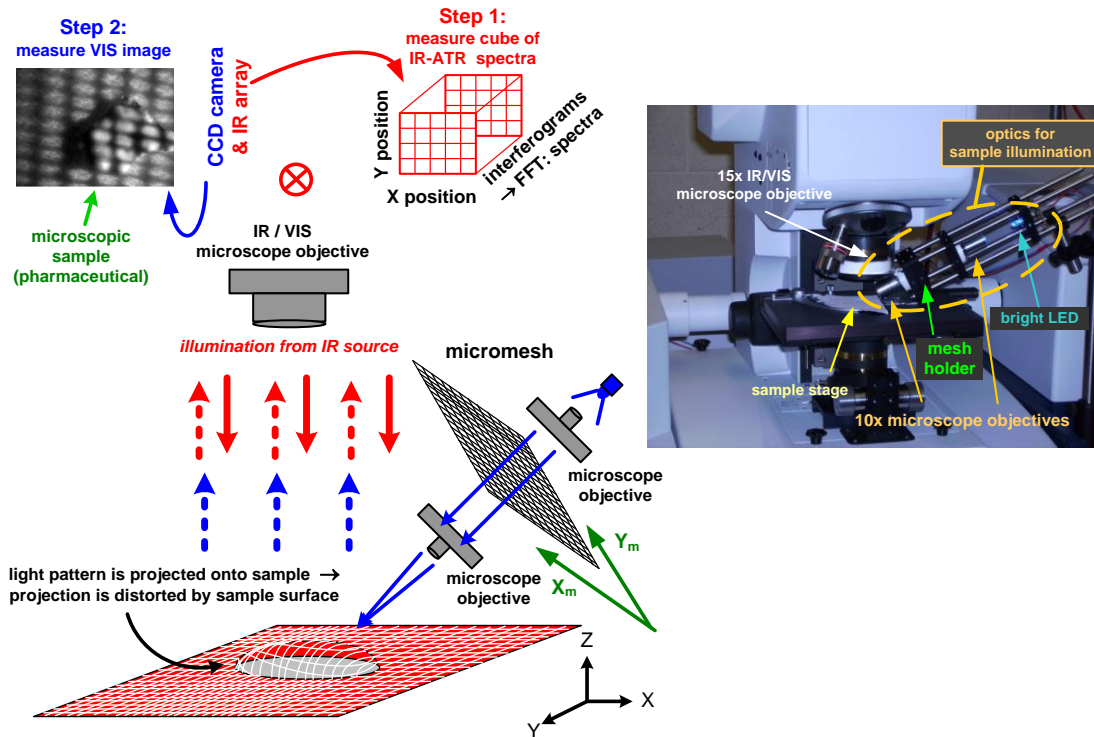 Step 2:
measure VIS image
Step 1:
measure cube of
IR-ATR spectra
CCD camera
& IR array
Y position
X position
interferograms
→ FFT: spectra
microscopic
sample
(pharmaceutical)
IR / VIS
microscope objective
illumination from IR source
micromesh
microscope
objective
microscope
objective
Ym
Xm
light pattern is projected onto sample →
projection is distorted by sample surface
Z
X
Y
optics for
sample illumination
15x IR/VIS
microscope objective
bright LED
mesh
holder
sample stage
10x microscope objectives